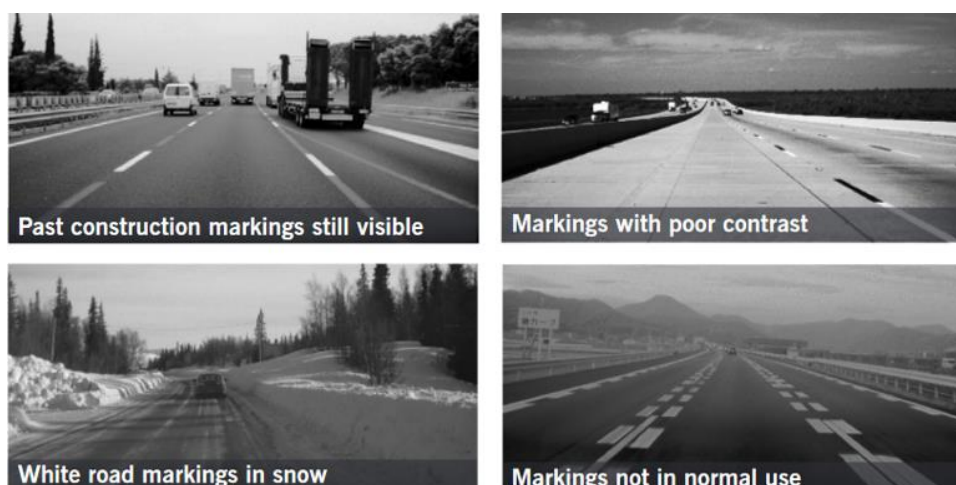 Past construction markings still visible
Markings with poor contrast
White road markings in snow
Markings not in normal use